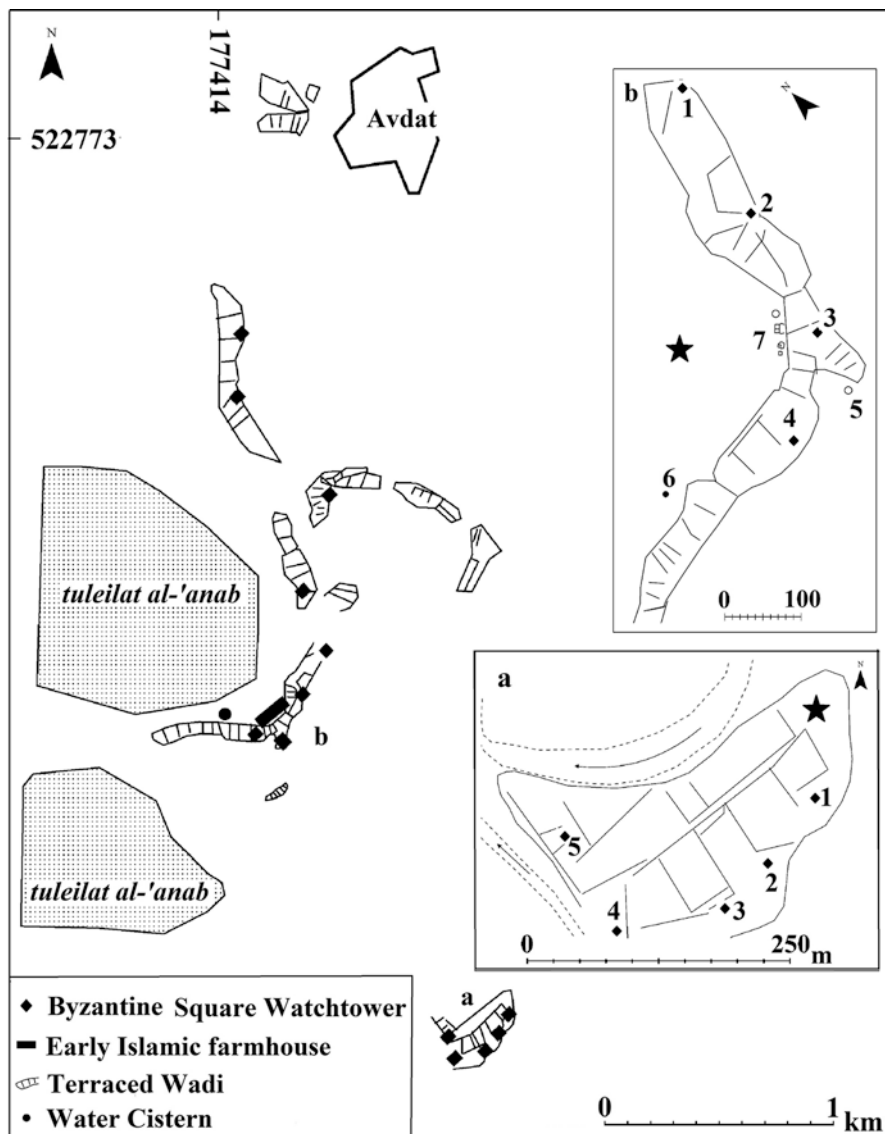 N
177414
522773
Avdat
b
1
2
3
7
4
5
6
0 100
tuleilat al-'anab
b
tuleilat al-'anab
a
N
1
5
2
3
4
0 250 m
a
Byzantine Square Watchtower
Early Islamic farmhouse
Terraced Wadi
Water Cistern
0 1
km